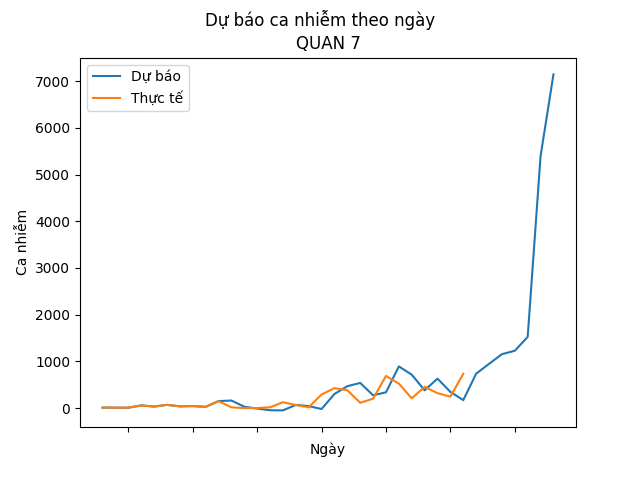 Dự báo ca nhiễm theo ngày
QUAN 7
Dự báo
Thực tế
7000
6000
5000
4000
3000
2000
1000
0
Ca nhiễm
Ngày